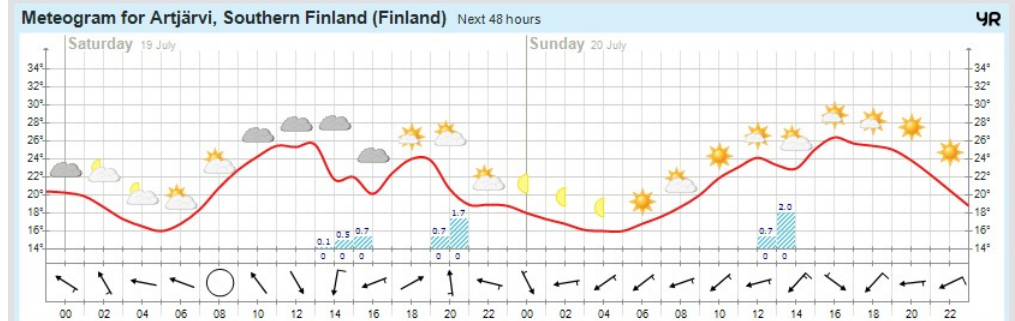 Meteogram for Artjärvi, Southern Finland (Finland) Next 48 hours YR
Saturday 19 July Sunday 20 July
34° 34°
32° 32°
30° 30°
28° 28°
26° 26°
24° 24°
22° 22°
20° 20°
18° 18°
16° 16°
14° 14°
0.1 0.5 0.7 0.7 1.7 0.7 2.0
0 0 0 0 0 0 0
00 02 04 06 08 10 12 14 16 18 20 22 00 02 04 06 08 10 12 14 16 18 20 22